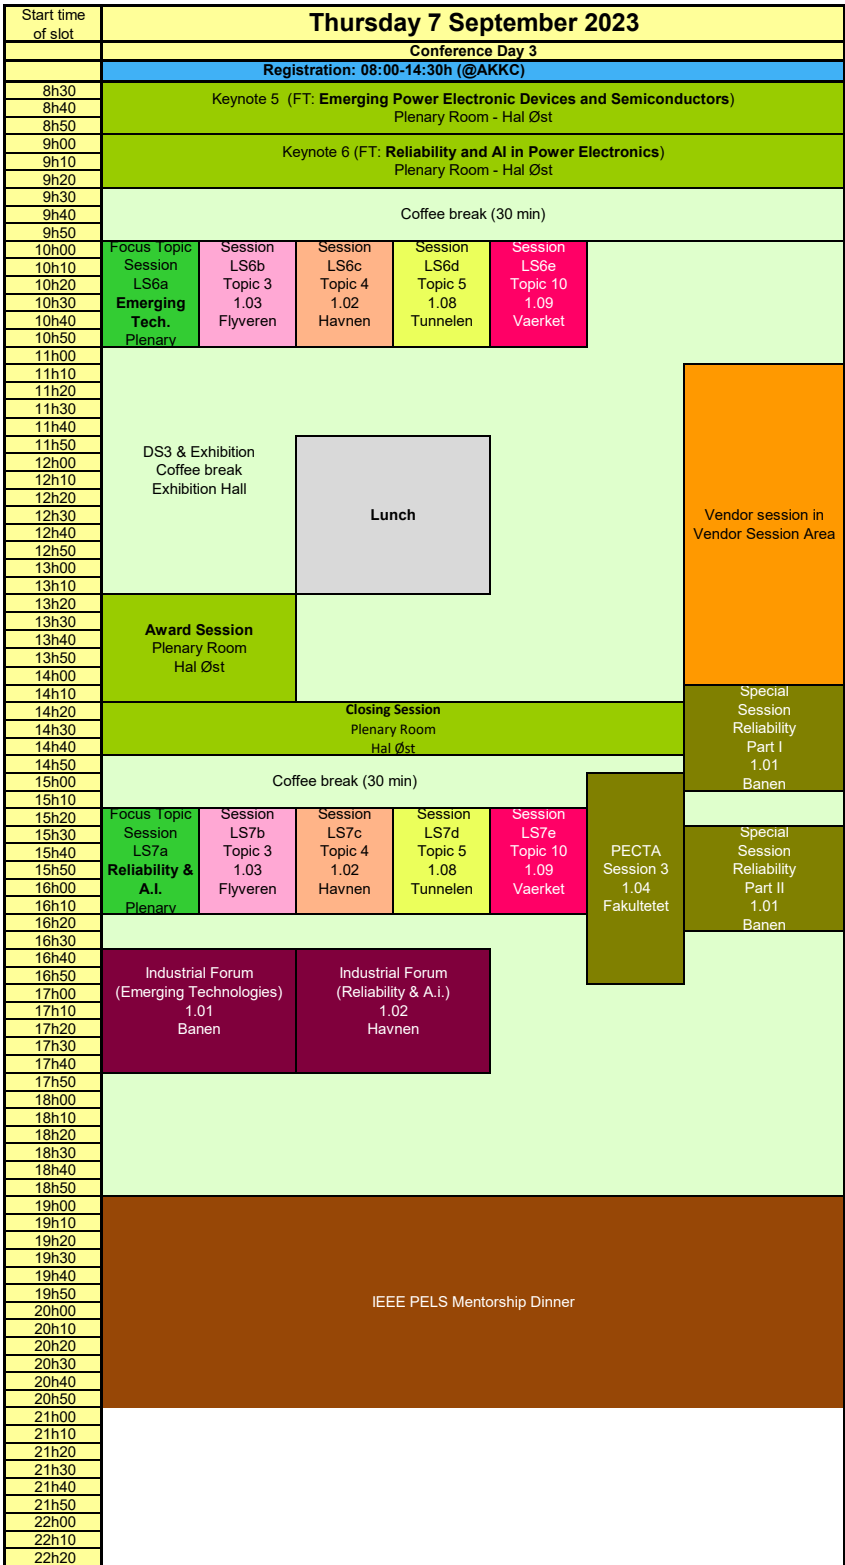 Start time
of slot
Thursday 7 September 2023
Conference Day 3
Registration: 08:00-14:30h (@AKKC)
8h30
8h40
8h50
Keynote 5 (FT: Emerging Power Electronic Devices and Semiconductors)
Plenary Room - Hal Øst
9h00
9h10
9h20
Keynote 6 (FT: Reliability and AI in Power Electronics)
Plenary Room - Hal Øst
9h30
9h40
9h50
Coffee break (30 min)
10h00
10h10
10h20
10h30
10h40
10h50
Focus Topic
Session
LS6a
Emerging
Tech.
Plenary
Session
LS6b
Topic 3
1.03
Flyveren
Session
LS6c
Topic 4
1.02
Havnen
Session
LS6d
Topic 5
1.08
Tunnelen
Session
LS6e
Topic 10
1.09
Vaerket
11h00
11h10
11h20
11h30
11h40
11h50
12h00
12h10
12h20
12h30
12h40
12h50
13h00
13h10
DS3 & Exhibition
Coffee break
Exhibition Hall
Lunch
Vendor session in
Vendor Session Area
13h20
13h30
13h40
13h50
14h00
14h10
Award Session
Plenary Room
Hal Øst
14h20
14h30
14h40
Closing Session
Plenary Room
Hal Øst
Special
Session
Reliability
Part I
1.01
Banen
14h50
15h00
15h10
Coffee break (30 min)
15h20
15h30
15h40
15h50
16h00
16h10
Focus Topic
Session
LS7a
Reliability &
A.I.
Plenary
Session
LS7b
Topic 3
1.03
Flyveren
Session
LS7c
Topic 4
1.02
Havnen
Session
LS7d
Topic 5
1.08
Tunnelen
Session
LS7e
Topic 10
1.09
Vaerket
PECTA
Session 3
1.04
Fakultetet
Special
Session
Reliability
Part II
1.01
Banen
16h20
16h30
16h40
16h50
17h00
17h10
17h20
17h30
17h40
Industrial Forum
(Emerging Technologies)
1.01
Banen
Industrial Forum
(Reliability & A.i.)
1.02
Havnen
17h50
18h00
18h10
18h20
18h30
18h40
18h50
19h00
19h10
19h20
19h30
19h40
19h50
20h00
20h10
20h20
20h30
20h40
20h50
IEEE PELS Mentorship Dinner
21h00
21h10
21h20
21h30
21h40
21h50
22h00
22h10
22h20